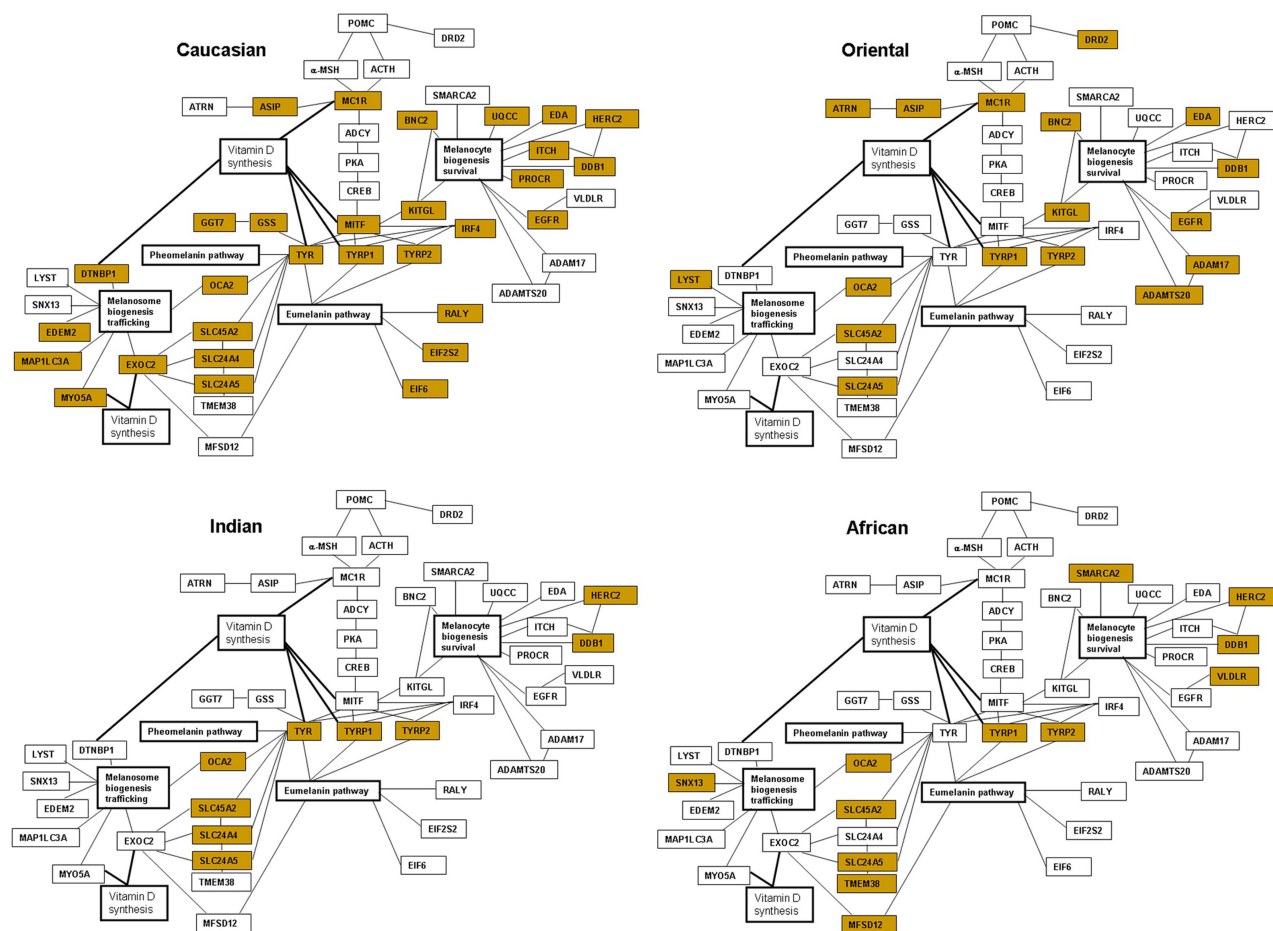 Caucasian
POMC
DRD2
α-MSH
ACTH
ATRN
ASIP
MC1R
SMARCA2
BNC2
UQCC
EDA
HERC2
ADCY
Vitamin D
synthesis
Melanocyte
biogenesis
survival
ITCH
DDB1
PKA
PROCR
CREB
VLDLR
KITGL
EGFR
GGT7
GSS
MITF
IRF4
Pheomelanin pathway
TYR
TYRP1
TYRP2
ADAM17
LYST
DTNBP1
OCA2
ADAMTS20
SNX13
Melanosome
biogenesis
trafficking
Eumelanin pathway
RALY
EDEM2
SLC45A2
EIF2S2
MAP1LC3A
EXOC2
SLC24A4
SLC24A5
EIF6
MYO5A
TMEM38
Vitamin D
synthesis
MFSD12
Oriental
POMC
DRD2
α-MSH
ACTH
ATRN
ASIP
MC1R
SMARCA2
BNC2
UQCC
EDA
HERC2
ADCY
Vitamin D
synthesis
Melanocyte
biogenesis
survival
ITCH
DDB1
PKA
PROCR
CREB
VLDLR
KITGL
EGFR
GGT7
GSS
MITF
IRF4
Pheomelanin pathway
TYR
TYRP1
TYRP2
ADAM17
LYST
DTNBP1
OCA2
ADAMTS20
SNX13
Melanosome
biogenesis
trafficking
Eumelanin pathway
RALY
EDEM2
SLC45A2
EIF2S2
MAP1LC3A
EXOC2
SLC24A4
SLC24A5
EIF6
MYO5A
TMEM38
Vitamin D
synthesis
MFSD12
Indian
POMC
DRD2
α-MSH
ACTH
ATRN
ASIP
MC1R
SMARCA2
BNC2
UQCC
EDA
HERC2
ADCY
Vitamin D
synthesis
Melanocyte
biogenesis
survival
ITCH
DDB1
PKA
PROCR
CREB
VLDLR
KITGL
EGFR
GGT7
GSS
MITF
IRF4
Pheomelanin pathway
TYR
TYRP1
TYRP2
ADAM17
LYST
DTNBP1
OCA2
ADAMTS20
SNX13
Melanosome
biogenesis
trafficking
Eumelanin pathway
RALY
EDEM2
SLC45A2
EIF2S2
MAP1LC3A
EXOC2
SLC24A4
SLC24A5
EIF6
MYO5A
TMEM38
Vitamin D
synthesis
MFSD12
African
POMC
DRD2
α-MSH
ACTH
ATRN
ASIP
MC1R
SMARCA2
BNC2
UQCC
EDA
HERC2
ADCY
Vitamin D
synthesis
Melanocyte
biogenesis
survival
ITCH
DDB1
PKA
PROCR
CREB
VLDLR
KITGL
EGFR
GGT7
GSS
MITF
IRF4
Pheomelanin pathway
TYR
TYRP1
TYRP2
ADAM17
LYST
DTNBP1
OCA2
ADAMTS20
SNX13
Melanosome
biogenesis
trafficking
Eumelanin pathway
RALY
EDEM2
SLC45A2
EIF2S2
MAP1LC3A
EXOC2
SLC24A4
SLC24A5
EIF6
MYO5A
TMEM38
Vitamin D
synthesis
MFSD12